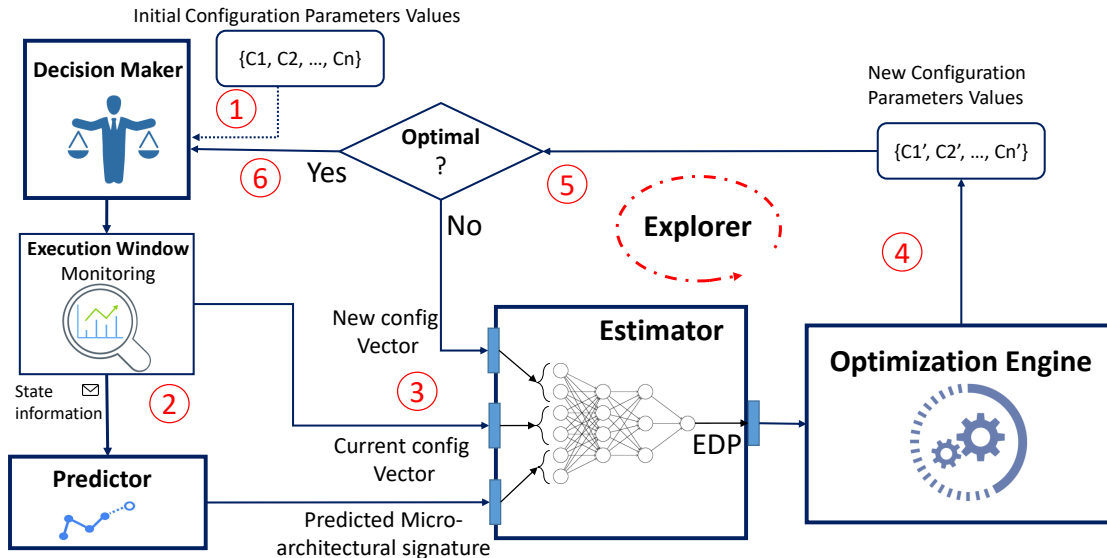 Initial Configuration Parameters Values
{C1, C2, ..., Cn}
Decision Maker
1
New Configuration
Parameters Values
{C1’, C2’, ..., Cn’}
Optimal
?
Yes
6
5
No
Explorer
4
Execution Window
Monitoring
State
information
2
New config
Vector
3
Current config
Vector
Estimator
EDP
Optimization Engine
Predictor
Predicted Micro-
architectural signature